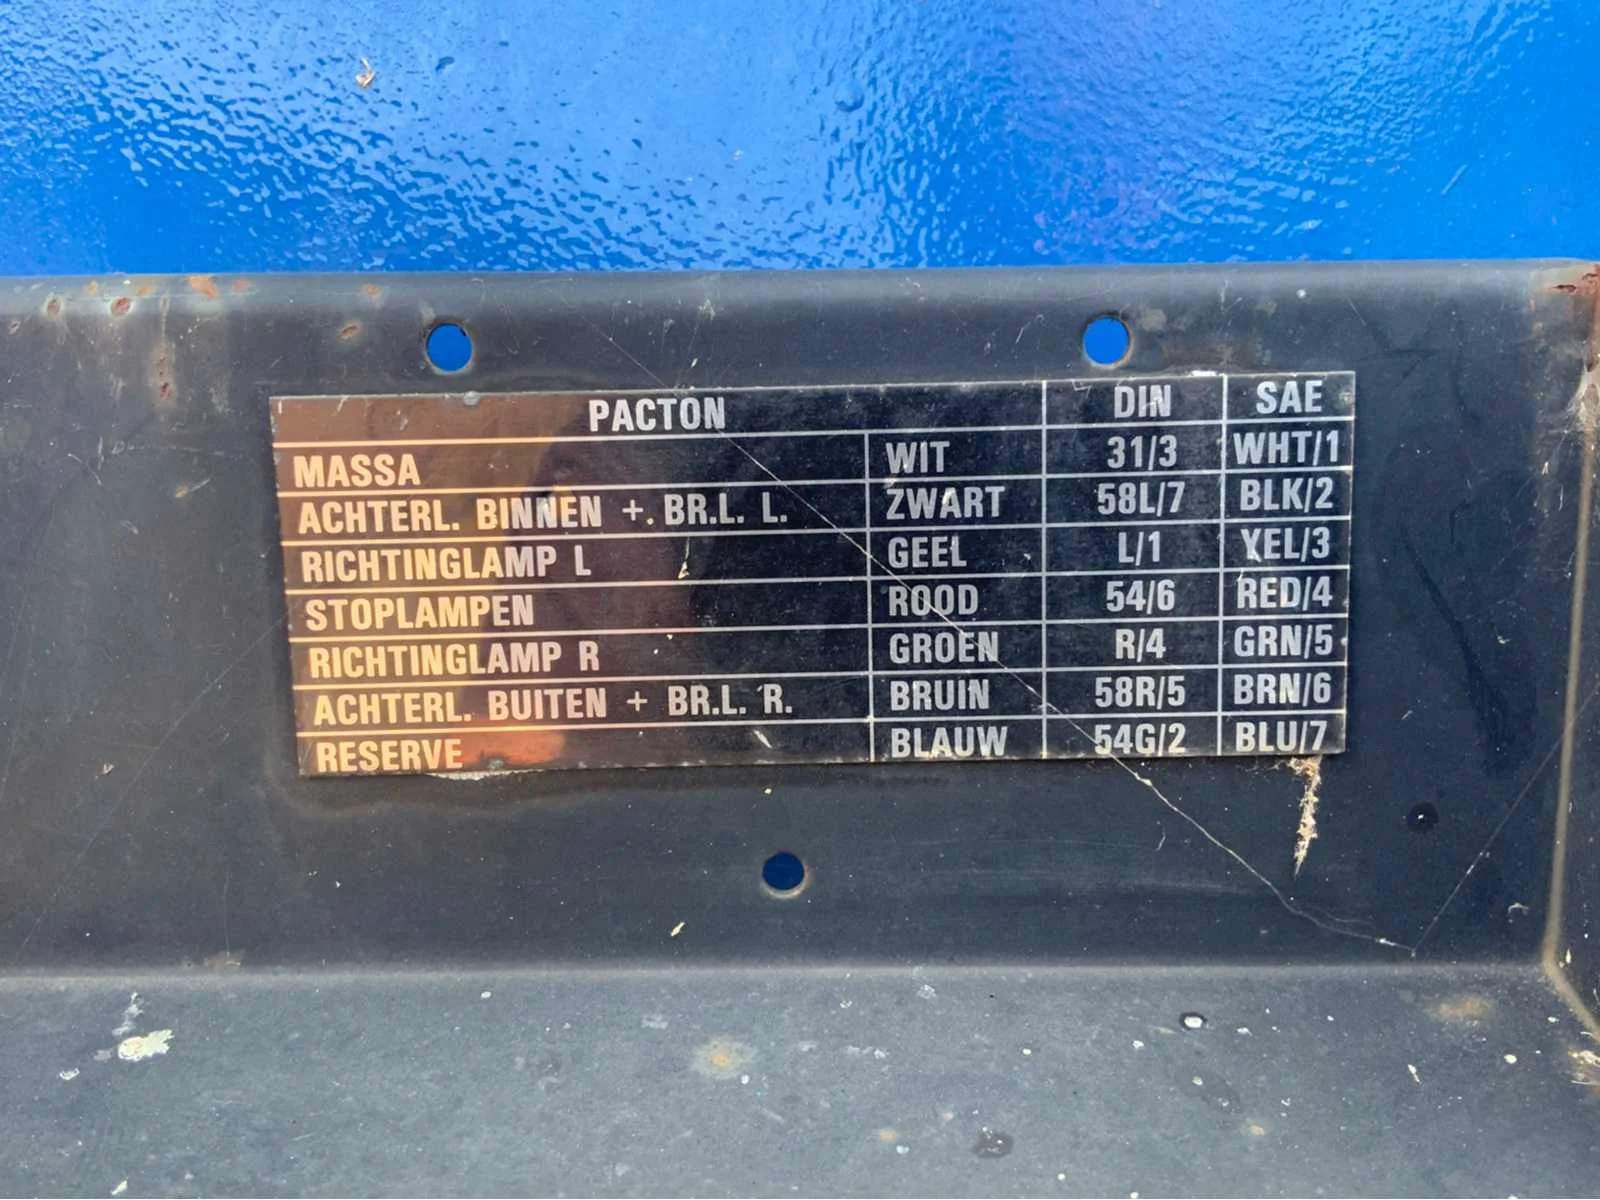 PACTON DIN SAE
MASSA WIT 31/3 WHT/1
ACHTERL. BINNEN + BR.L. L. ZWART 58L/7 BLK/2
RICHTINGLAMP L GEEL L/1 YEL/3
STOPLAMPEN ROOD 54/6 RED/4
RICHTINGLAMP R GROEN R/4 GRN/5
ACHTERL. BUITEN + BR.L. R. BRUIN 58R/5 BRN/6
RESERVE BLAUW 54G/2 BLU/7